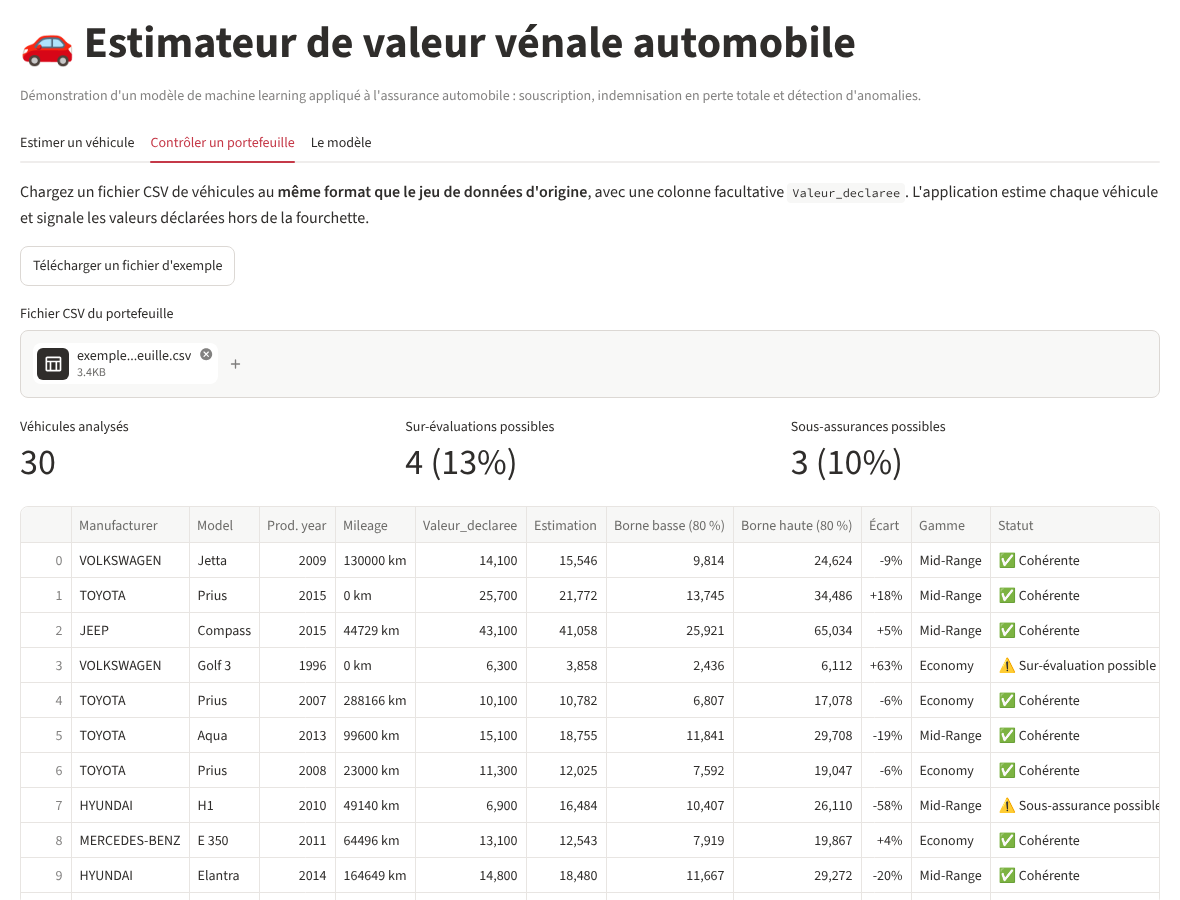 Estimateur de valeur vénale automobile
Démonstration d'un modèle de machine learning appliqué à l'assurance automobile : souscription, indemnisation en perte totale et détection d'anomalies.
Estimer un véhicule Contrôler un portefeuille Le modèle
Chargez un fichier CSV de véhicules au même format que le jeu de données d'origine, avec une colonne facultative Valeur_declaree. L'application estime chaque véhicule
et signale les valeurs déclarées hors de la fourchette.
Télécharger un fichier d'exemple
Fichier CSV du portefeuille
exemple...euille.csv
3.4KB
Véhicules analysés Sur-évaluations possibles Sous-assurances possibles
30 4 (13%) 3 (10%)
Manufacturer Model Prod. year Mileage Valeur_declaree Estimation Borne basse (80 %) Borne haute (80 %) Écart Gamme Statut
0 VOLKSWAGEN Jetta 2009 130000 km 14,100 15,546 9,814 24,624 -9% Mid-Range ✅ Cohérente
1 TOYOTA Prius 2015 0 km 25,700 21,772 13,745 34,486 +18% Mid-Range ✅ Cohérente
2 JEEP Compass 2015 44729 km 43,100 41,058 25,921 65,034 +5% Mid-Range ✅ Cohérente
3 VOLKSWAGEN Golf 3 1996 0 km 6,300 3,858 2,436 6,112 +63% Economy ⚠️ Sur-évaluation possible
4 TOYOTA Prius 2007 288166 km 10,100 10,782 6,807 17,078 -6% Economy ✅ Cohérente
5 TOYOTA Aqua 2013 99600 km 15,100 18,755 11,841 29,708 -19% Mid-Range ✅ Cohérente
6 TOYOTA Prius 2008 23000 km 11,300 12,025 7,592 19,047 -6% Economy ✅ Cohérente
7 HYUNDAI H1 2010 49140 km 6,900 16,484 10,407 26,110 -58% Mid-Range ⚠️ Sous-assurance possible
8 MERCEDES-BENZ E 350 2011 64496 km 13,100 12,543 7,919 19,867 +4% Economy ✅ Cohérente
9 HYUNDAI Elantra 2014 164649 km 14,800 18,480 11,667 29,272 -20% Mid-Range ✅ Cohérente